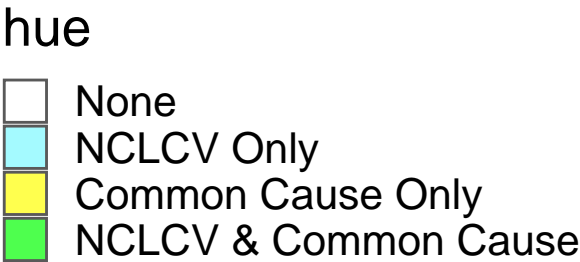 hue
None
NCLCV Only
Common Cause Only
NCLCV & Common Cause